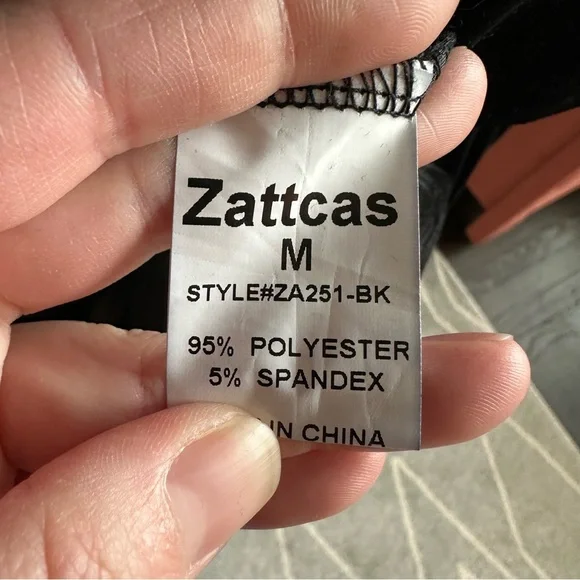 Zattcas
M
STYLE#ZA251-BK
95% POLYESTER
5% SPANDEX
IN CHINA